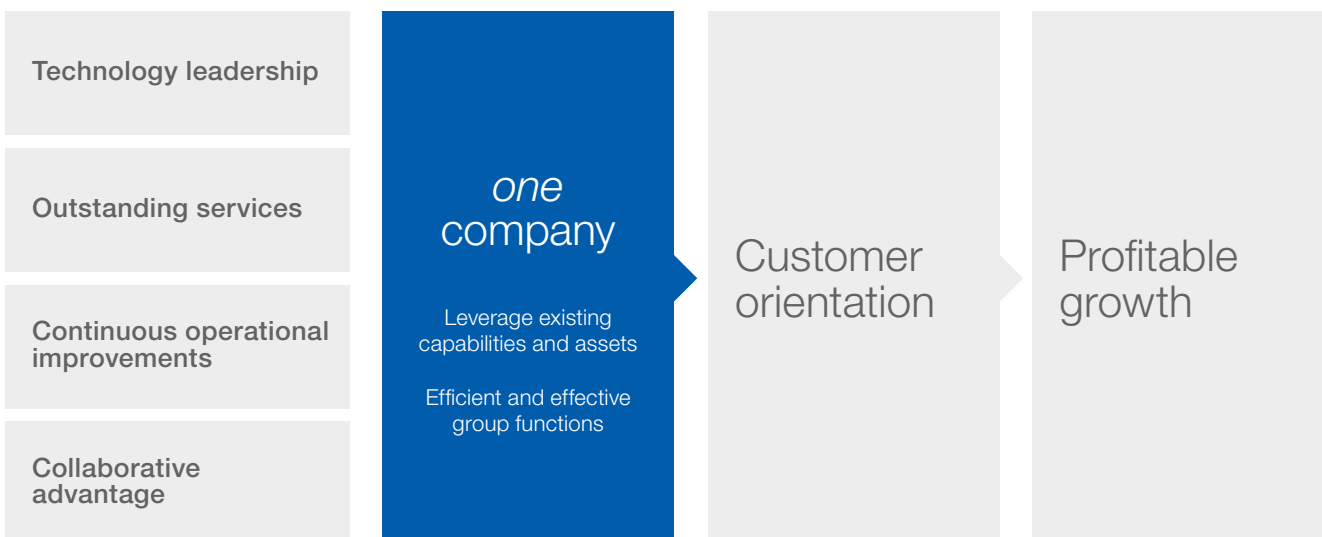 Technology leadership
Outstanding services
Continuous operational
improvements
Collaborative
advantage
one
company
Leverage existing
capabilities and assets
Efficient and effective
group functions
Customer
orientation
Profitable
growth